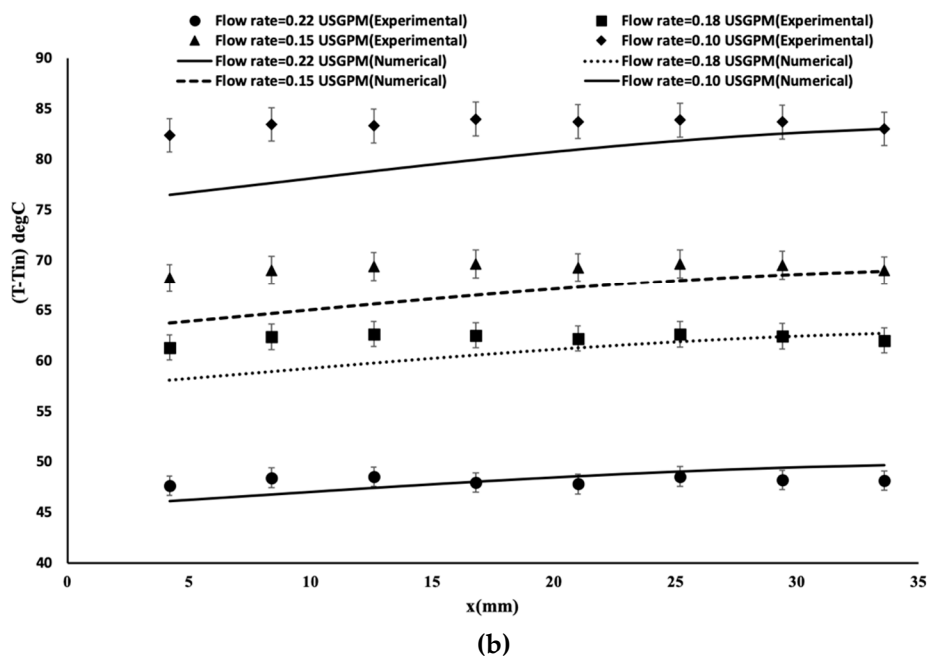 Flow rate=0.22 USGPM(Experimental) Flow rate=0.18 USGPM(Experimental)
Flow rate=0.15 USGPM(Experimental) Flow rate=0.10 USGPM(Experimental)
Flow rate=0.22 USGPM(Numerical) Flow rate=0.18 USGPM(Numerical)
Flow rate=0.15 USGPM(Numerical) Flow rate=0.10 USGPM(Numerical)
90
85
80
75
70
65
60
55
50
45
40
(T-Tin) degC
0 5 10 15 20 25 30 35
x(mm)
(b)